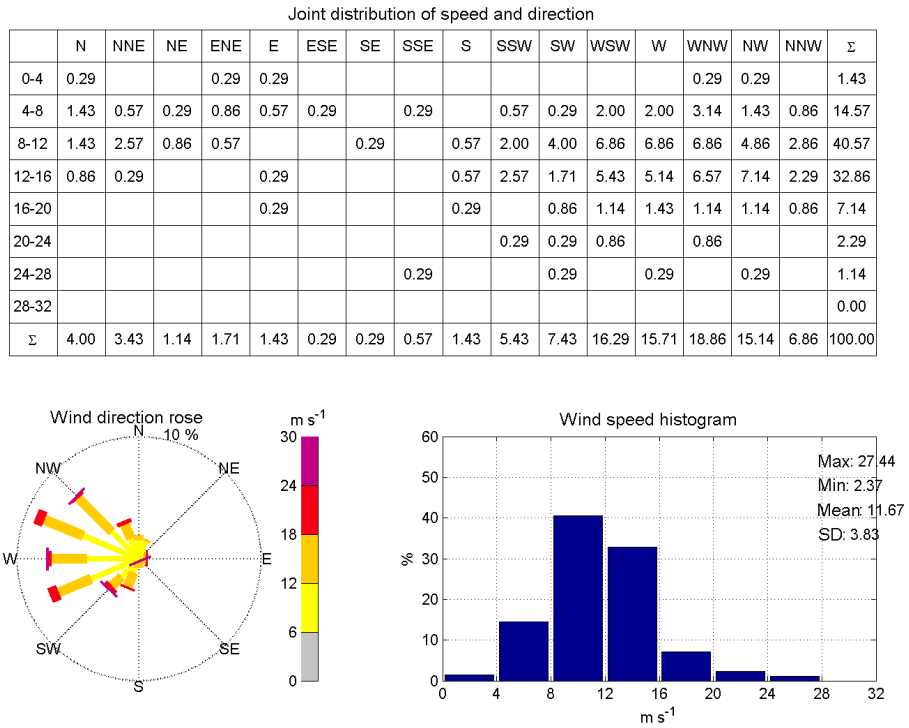 Joint distribution of speed and direction
N NNE NE ENE E ESE SE SSE S SSW SW WSW W WNW NW NNW Σ
0-4 0.29 0.29 0.29 0.29 0.29 1.43
4-8 1.43 0.57 0.29 0.86 0.57 0.29 0.29 0.57 0.29 2.00 2.00 3.14 1.43 0.86 14.57
8-12 1.43 2.57 0.86 0.57 0.29 0.57 2.00 4.00 6.86 6.86 6.86 4.86 2.86 40.57
12-16 0.86 0.29 0.29 0.57 2.57 1.71 5.43 5.14 6.57 7.14 2.29 32.86
16-20 0.29 0.29 0.86 1.14 1.43 1.14 1.14 0.86 7.14
20-24 0.29 0.29 0.86 0.86 2.29
24-28 0.29 0.29 0.29 0.29 1.14
28-32 0.00
Σ 4.00 3.43 1.14 1.71 1.43 0.29 0.29 0.57 1.43 5.43 7.43 16.29 15.71 18.86 15.14 6.86 100.00
Wind direction rose
N
10 %
NW
NE
W
E
SW
SE
S
m s⁻¹
30
24
18
12
6
0
Wind speed histogram
60
50
40
30
20
10
0
%
Max: 27.44
Min: 2.37
Mean: 11.67
SD: 3.83
0 4 8 12 16 20 24 28 32
m s⁻¹